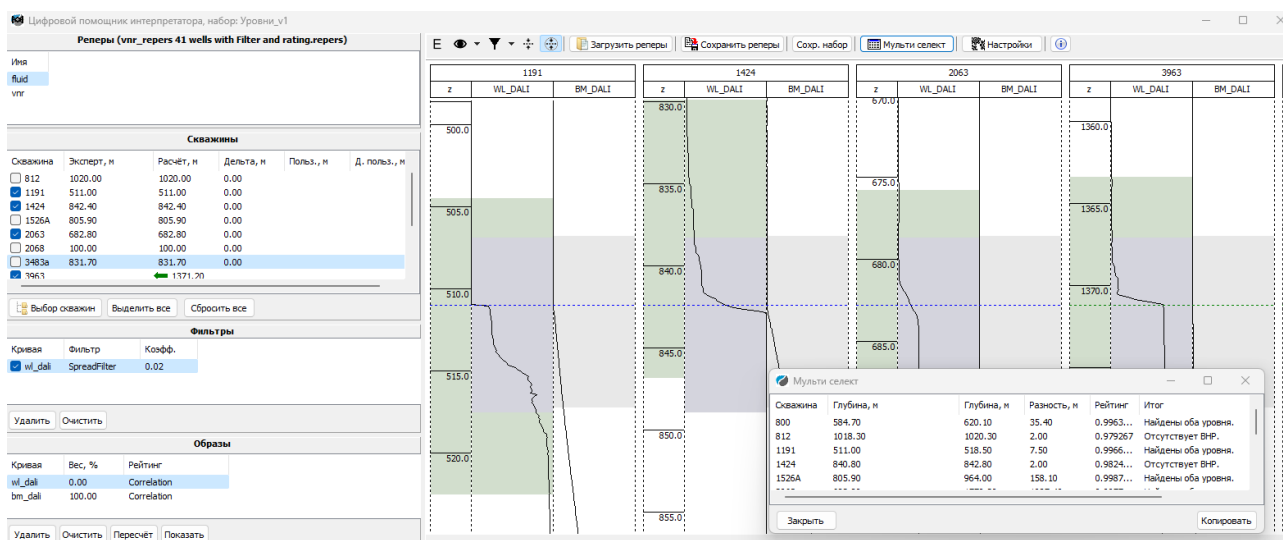 Цифровой помощник интерпретатора, набор: Уровни_v1
Реперы (vnr_repers 41 wells with Filter and rating.repers)
Имя
fluid
vnr
Скважины
Скважина Эксперт, м Расчёт, м Дельта, м Польз., м Д. польз., м
812 1020.00 1020.00 0.00
1191 511.00 511.00 0.00
1424 842.40 842.40 0.00
1526A 805.90 805.90 0.00
2063 682.80 682.80 0.00
2068 100.00 100.00 0.00
3483a 831.70 831.70 0.00
3963 1371.20
Выбор скважин Выделить все Сбросить все
Фильтры
Кривая Фильтр Коэфф.
wl_dali SpreadFilter 0.02
Удалить Очистить
Образы
Кривая Вес, % Рейтинг
wl_dali 0.00 Correlation
bm_dali 100.00 Correlation
Удалить Очистить Пересчёт Показать
E Загрузить реперы Сохранить реперы Сохр. набор Мульти селект Настройки
1191 1424 2063 3963
z WL_DALI BM_DALI z WL_DALI BM_DALI z WL_DALI BM_DALI z WL_DALI BM_DALI
500.0
505.0
510.0
515.0
520.0
830.0
835.0
840.0
845.0
850.0
855.0
670.0
675.0
680.0
685.0
1360.0
1365.0
1370.0
Мульти селект
Скважина Глубина, м Глубина, м Разность, м Рейтинг Итог
800 584.70 620.10 35.40 0.9963... Найдены оба уровня.
812 1018.30 1020.30 2.00 0.979267 Отсутствует ВНР.
1191 511.00 518.50 7.50 0.9966... Найдены оба уровня.
1424 840.80 842.80 2.00 0.9824... Отсутствует ВНР.
1526A 805.90 964.00 158.10 0.9987... Найдены оба уровня.
Закрыть Копировать